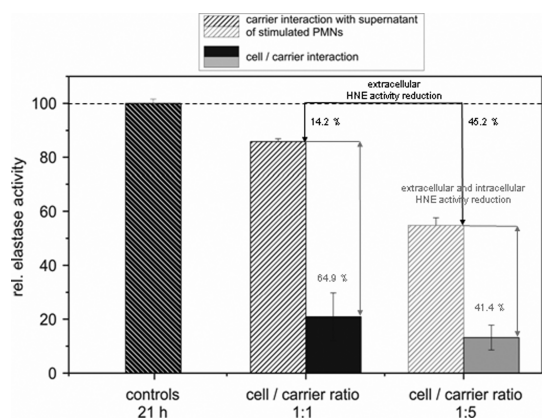 carrier interaction with supernatant
of stimulated PMNs
cell / carrier interaction
extracellular
HNE activity reduction
14.2 %
45.2 %
extracellular and intracellular
HNE activity reduction
64.9 %
41.4 %
rel. elastase activity
100
80
60
40
20
0
controls
21 h
cell / carrier ratio
1:1
cell / carrier ratio
1:5